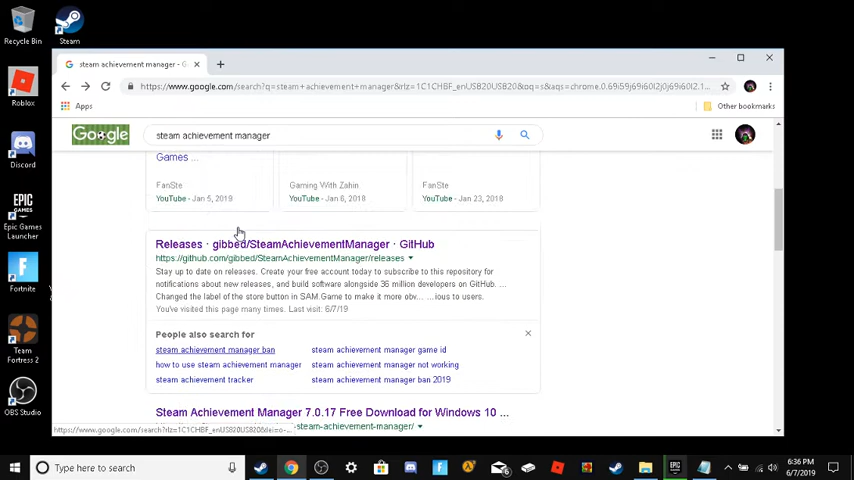 Recycle Bin
Steam
Roblox
Discord
Epic Games
Launcher
Fortnite
Team
Fortress 2
OBS Studio
steam achievement manager - G
Apps
Other bookmarks
Google
steam achievement manager
Games ...
FanSte
YouTube - Jan 5, 2019
Gaming With Zahin
YouTube - Jan 6, 2018
FanSte
YouTube - Jan 23, 2018
Releases · gibbed/SteamAchievementManager · GitHub
https://github.com/gibbed/SteamAchievementManager/releases
Stay up to date on releases. Create your free account today to subscribe to this repository for
notifications about new releases, and build software alongside 36 million developers on GitHub. ...
Changed the label of the store button in SAM.Game to make it more obv... ...ious to users.
You've visited this page many times. Last visit: 6/7/19
People also search for
steam achievement manager ban
steam achievement manager game id
how to use steam achievement manager
steam achievement manager not working
steam achievement tracker
steam achievement manager ban 2019
Steam Achievement Manager 7.0.17 Free Download for Windows 10 ...
-steam-achievement-manager/
Type here to search
EPIC
GAMES
6
6:36 PM
6/7/2019